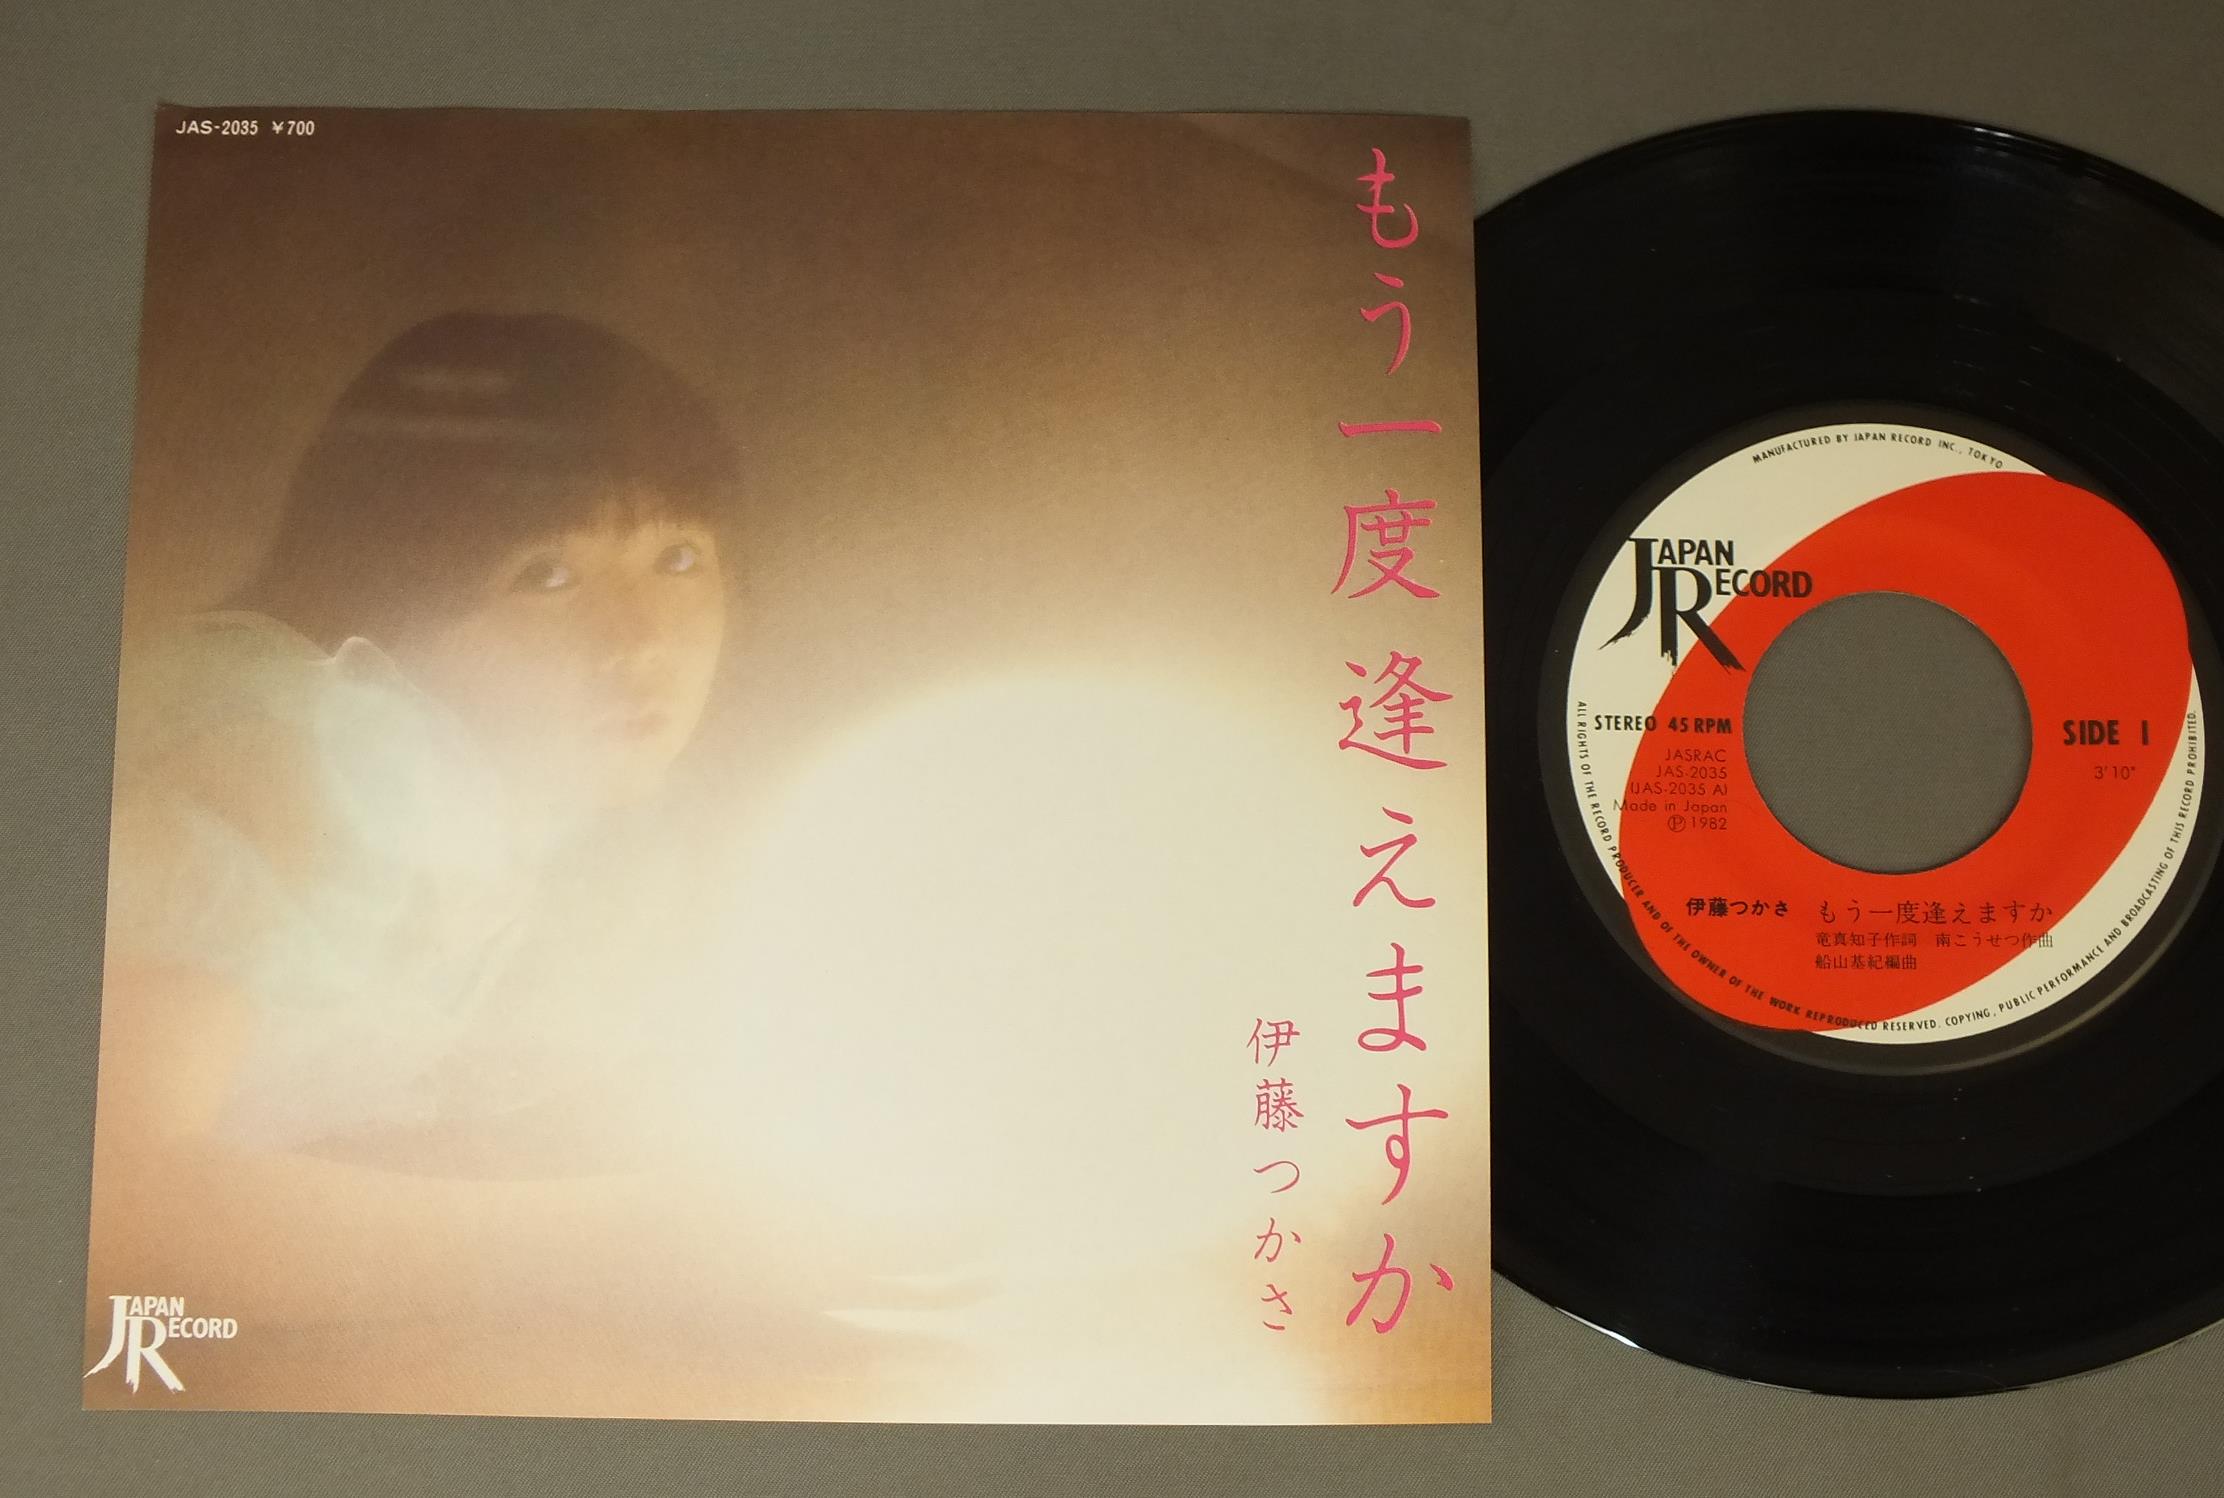 JAS-2035 ¥700
もう一度逢えますか
伊藤つかさ
JAPAN
RECORD
MANUFACTURED BY JAPAN RECORD INC., TOKYO
JAPAN
RECORD
STEREO 45 RPM
JASRAC
JAS-2035
(JAS-2035 A)
Made in Japan
Ⓟ1982
SIDE 1
3'10"
伊藤つかさ もう一度逢えますか
竜真知子作詞 南こうせつ作曲
船山基紀編曲
ALL RIGHTS OF THE RECORD PRODUCER AND OF THE OWNER OF THE WORK REPRODUCED RESERVED. COPYING, PUBLIC PERFORMANCE AND BROADCASTING OF THIS RECORD PROHIBITED.